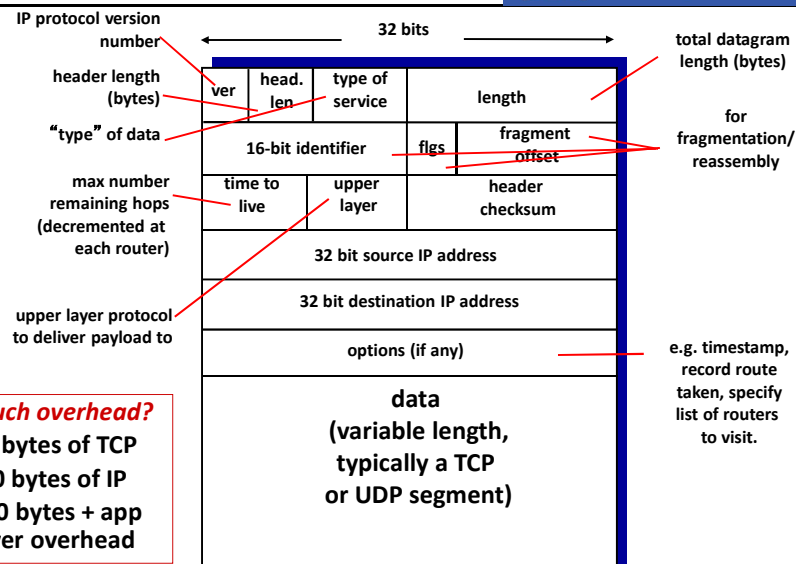 IP protocol version
number
header length
(bytes)
“type” of data
max number
remaining hops
(decremented at
each router)
upper layer protocol
to deliver payload to
32 bits
ver
head.
len
type of
service
length
16-bit identifier
flgs
fragment
offset
time to
live
upper
layer
header
checksum
32 bit source IP address
32 bit destination IP address
options (if any)
data
(variable length,
typically a TCP
or UDP segment)
total datagram
length (bytes)
for
fragmentation/
reassembly
e.g. timestamp,
record route
taken, specify
list of routers
to visit.
overhead?
bytes of TCP
bytes of IP
bytes + app
overhead